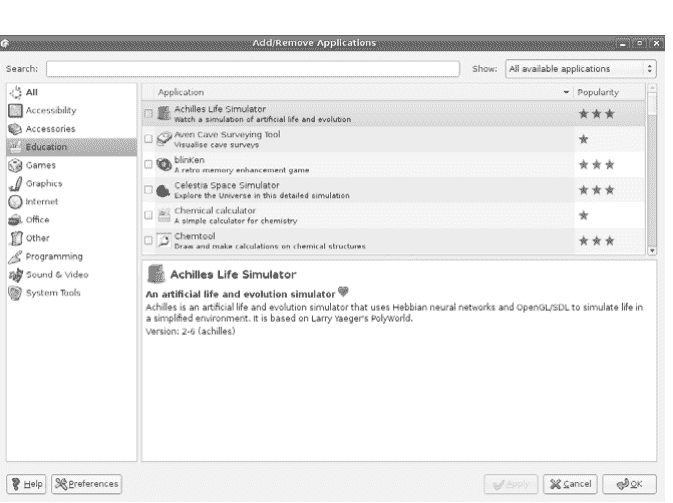 Add/Remove Applications
Search:
Show: All available applications
All
Accessibility
Accessories
Education
Games
Graphics
Internet
Office
Other
Programming
Sound & Video
System Tools
Application Popularity
Achilles Life Simulator
Watch a simulation of artificial life and evolution
Aven Cave Surveying Tool
Visualise cave surveys
blinKen
A retro memory enhancement game
Celestia Space Simulator
Explore the Universe in this detailed simulation
Chemical calculator
A simple calculator for chemistry
Chemtool
Draw and make calculations on chemical structures
Achilles Life Simulator
An artificial life and evolution simulator
Achilles is an artificial life and evolution simulator that uses Hebbian neural networks and OpenGL/SDL to simulate life in
a simplified environment. It is based on Larry Yaeger's PolyWorld.
Version: 2-6 (achilles)
Help Preferences Apply Cancel OK